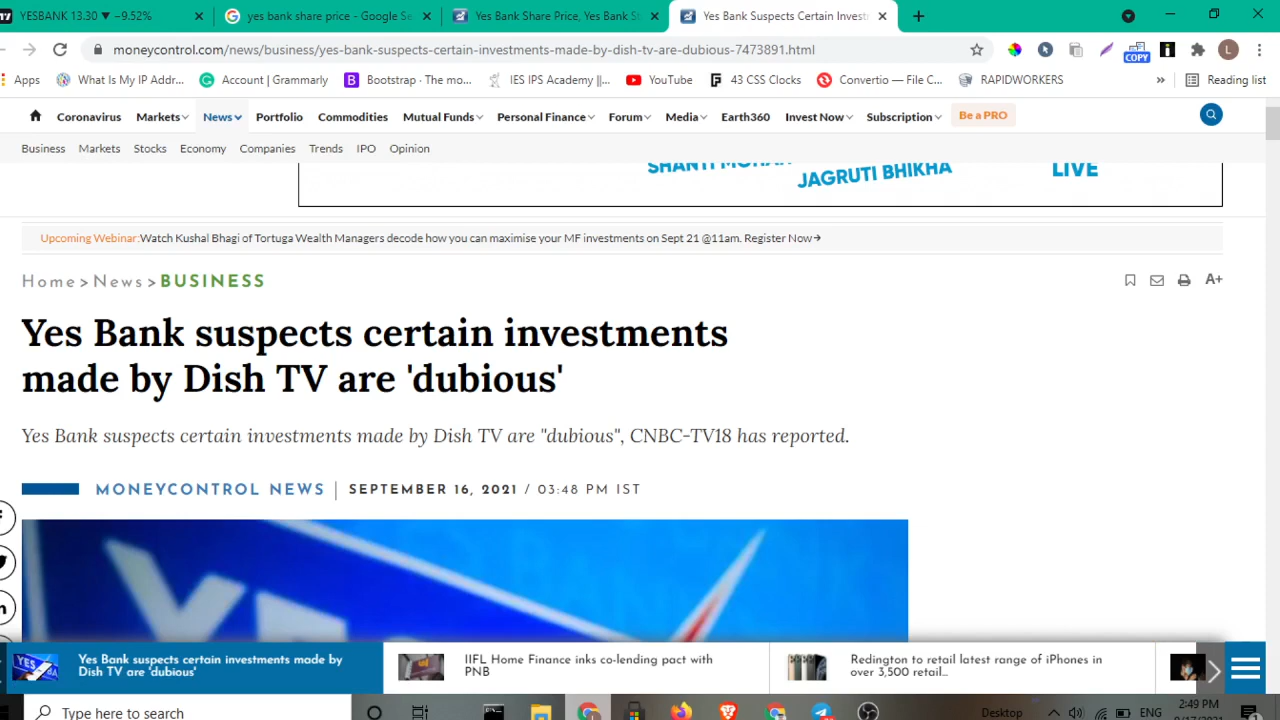 YESBANK 13.30 ▼ −9.52%
yes bank share price - Google Se
Yes Bank Share Price, Yes Bank St
Yes Bank Suspects Certain Invest
moneycontrol.com/news/business/yes-bank-suspects-certain-investments-made-by-dish-tv-are-dubious-7473891.html
COPY
L
Apps
What Is My IP Addr...
Account | Grammarly
Bootstrap · The mo...
IES IPS Academy ||...
YouTube
43 CSS Clocks
Convertio — File C...
RAPIDWORKERS
»
Reading list
Coronavirus
Markets
News
Portfolio
Commodities
Mutual Funds
Personal Finance
Forum
Media
Earth360
Invest Now
Subscription
Be a PRO
Business
Markets
Stocks
Economy
Companies
Trends
IPO
Opinion
JAGRUTI BHIKHA
LIVE
Upcoming Webinar:Watch Kushal Bhagi of Tortuga Wealth Managers decode how you can maximise your MF investments on Sept 21 @11am. Register Now→
Home > News > BUSINESS
A+
Yes Bank suspects certain investments
made by Dish TV are 'dubious'
Yes Bank suspects certain investments made by Dish TV are "dubious", CNBC-TV18 has reported.
MONEYCONTROL NEWS | SEPTEMBER 16, 2021 / 03:48 PM IST
YES
Yes Bank suspects certain investments made by
Dish TV are 'dubious'
IIFL Home Finance inks co-lending pact with
PNB
Redington to retail latest range of iPhones in
over 3,500 retail...
Type here to search
Desktop
ENG
2:49 PM